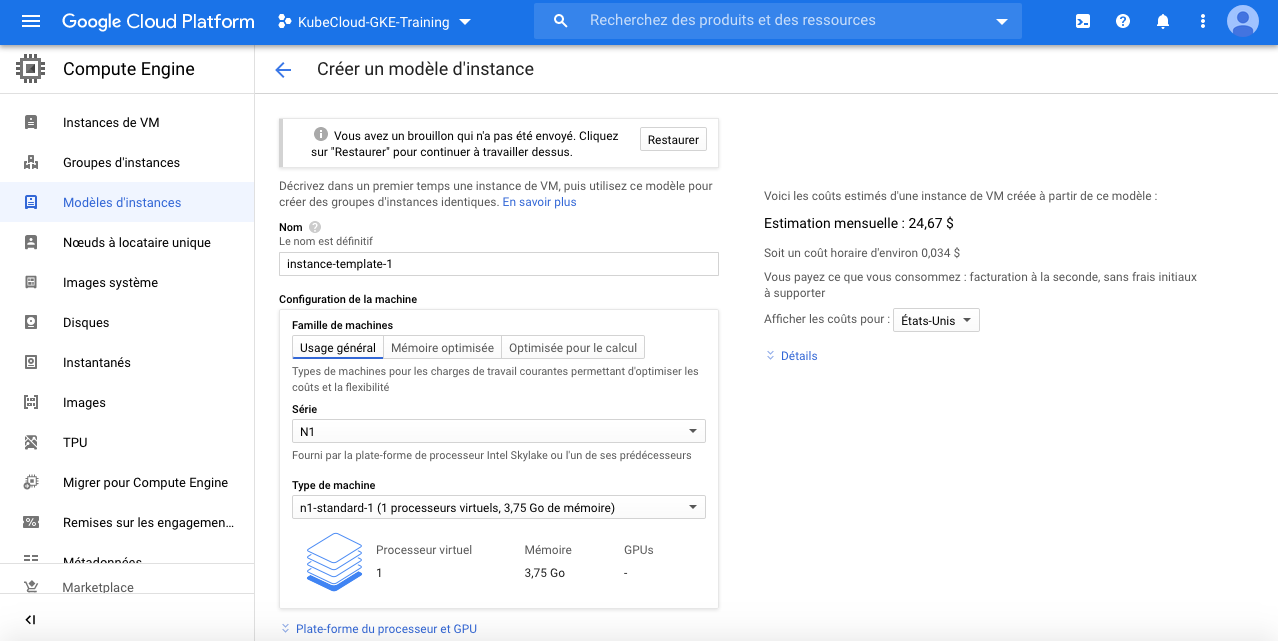 Google Cloud Platform
KubeCloud-GKE-Training
Recherchez des produits et des ressources
Compute Engine
Créer un modèle d'instance
Instances de VM
Groupes d'instances
Modèles d'instances
Nœuds à locataire unique
Images système
Disques
Instantanés
Images
TPU
Migrer pour Compute Engine
Remises sur les engagemen…
Métadonnées
Marketplace
Vous avez un brouillon qui n'a pas été envoyé. Cliquez
sur "Restaurer" pour continuer à travailler dessus.
Restaurer
Décrivez dans un premier temps une instance de VM, puis utilisez ce modèle pour
créer des groupes d'instances identiques. En savoir plus
Nom
Le nom est définitif
instance-template-1
Configuration de la machine
Famille de machines
Usage général
Mémoire optimisée
Optimisée pour le calcul
Types de machines pour les charges de travail courantes permettant d'optimiser les
coûts et la flexibilité
Série
N1
Fourni par la plate-forme de processeur Intel Skylake ou l'un de ses prédécesseurs
Type de machine
n1-standard-1 (1 processeurs virtuels, 3,75 Go de mémoire)
Processeur virtuel
Mémoire
GPUs
1
3,75 Go
-
Plate-forme du processeur et GPU
Voici les coûts estimés d'une instance de VM créée à partir de ce modèle :
Estimation mensuelle : 24,67 $
Soit un coût horaire d'environ 0,034 $
Vous payez ce que vous consommez : facturation à la seconde, sans frais initiaux
à supporter
Afficher les coûts pour : États-Unis
Détails